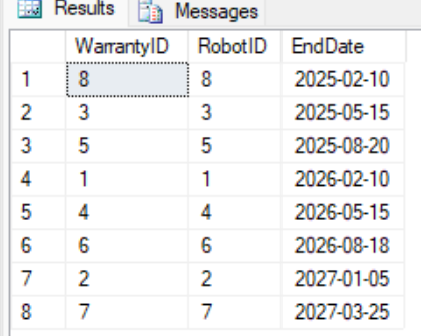 Results Messages
WarrantyID RobotID EndDate
1 8 8 2025-02-10
2 3 3 2025-05-15
3 5 5 2025-08-20
4 1 1 2026-02-10
5 4 4 2026-05-15
6 6 6 2026-08-18
7 2 2 2027-01-05
8 7 7 2027-03-25